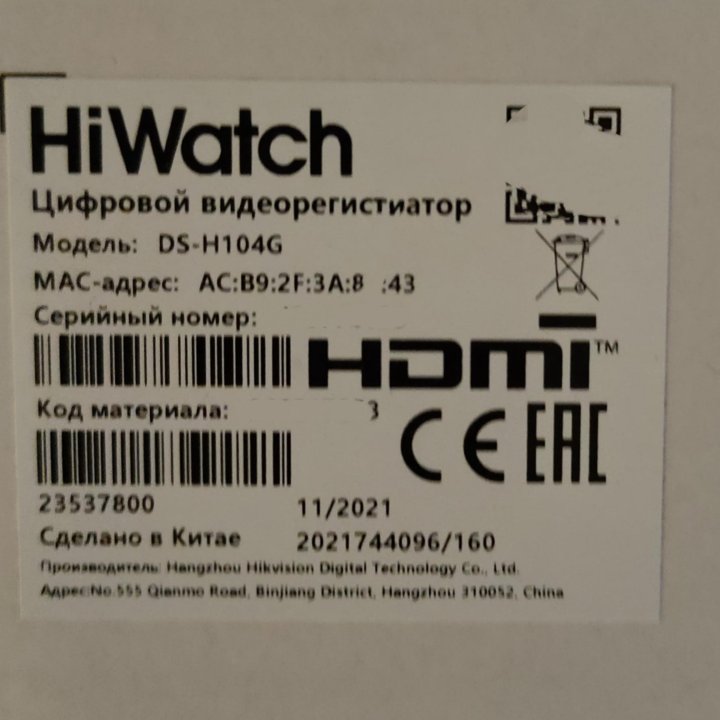 HiWatch
Цифровой видеорегистиатор
Модель: DS-H104G
MAC-адрес: AC:B9:2F:3A:8 :43
Серийный номер:
HDMI™
Код материала: 3
CE EAC
23537800 11/2021
Сделано в Китае 2021744096/160
Производитель: Hangzhou Hikvision Digital Technology Co., Ltd.
Адрес:No.555 Qianmo Road, Binjiang District, Hangzhou 310052, China